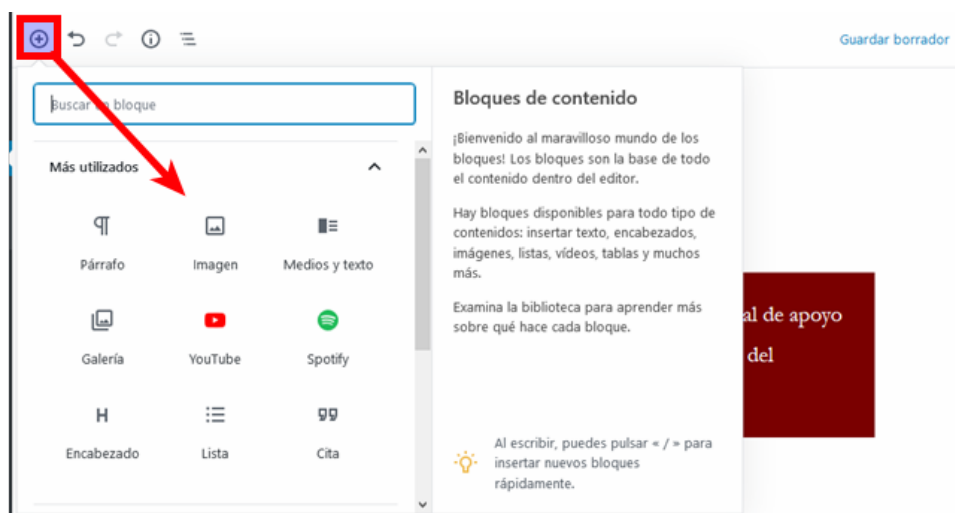 Guardar borrador
Buscar un bloque
Más utilizados
Párrafo
Imagen
Medios y texto
Galería
YouTube
Spotify
Encabezado
Lista
Cita
Bloques de contenido
¡Bienvenido al maravilloso mundo de los
bloques! Los bloques son la base de todo
el contenido dentro del editor.
Hay bloques disponibles para todo tipo de
contenidos: insertar texto, encabezados,
imágenes, listas, vídeos, tablas y muchos
más.
Examina la biblioteca para aprender más
sobre qué hace cada bloque.
Al escribir, puedes pulsar « / » para
insertar nuevos bloques
rápidamente.
al de apoyo
del